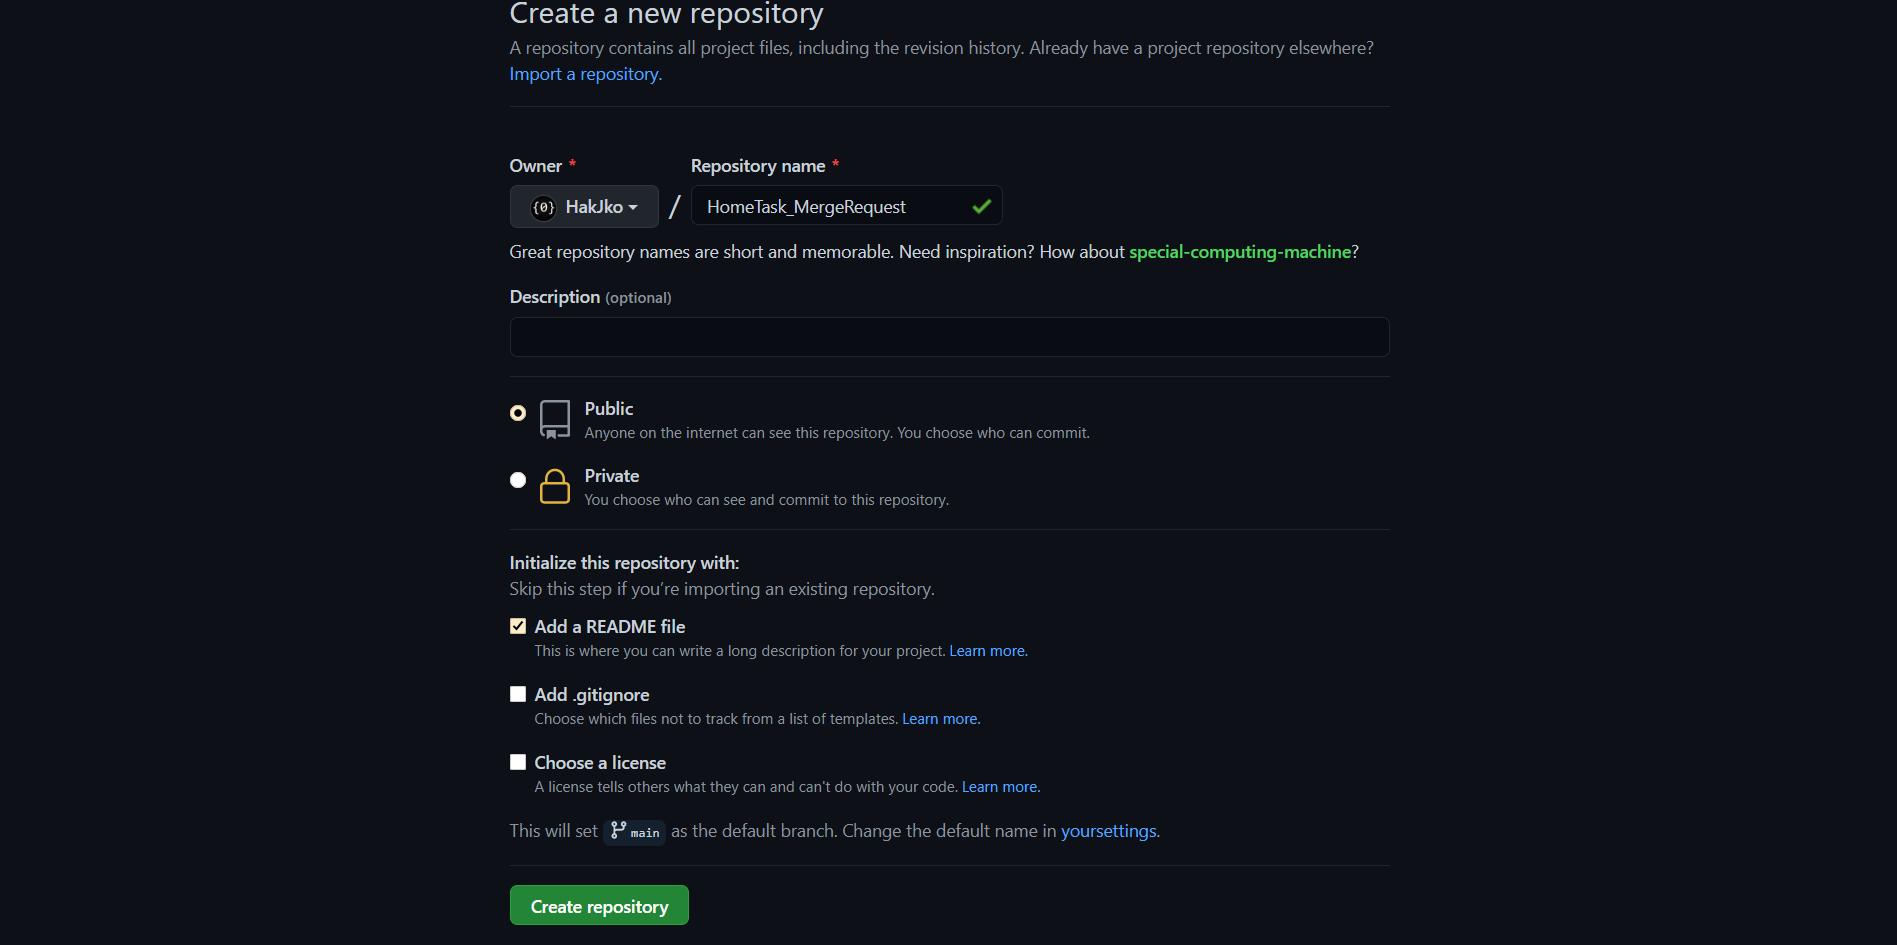 Create a new repository
A repository contains all project files, including the revision history. Already have a project repository elsewhere?
Import a repository.
Owner * Repository name *
{0} HakJko / HomeTask_MergeRequest
Great repository names are short and memorable. Need inspiration? How about special-computing-machine?
Description (optional)
Public
Anyone on the internet can see this repository. You choose who can commit.
Private
You choose who can see and commit to this repository.
Initialize this repository with:
Skip this step if you’re importing an existing repository.
Add a README file
This is where you can write a long description for your project. Learn more.
Add .gitignore
Choose which files not to track from a list of templates. Learn more.
Choose a license
A license tells others what they can and can't do with your code. Learn more.
This will set main as the default branch. Change the default name in yoursettings.
Create repository